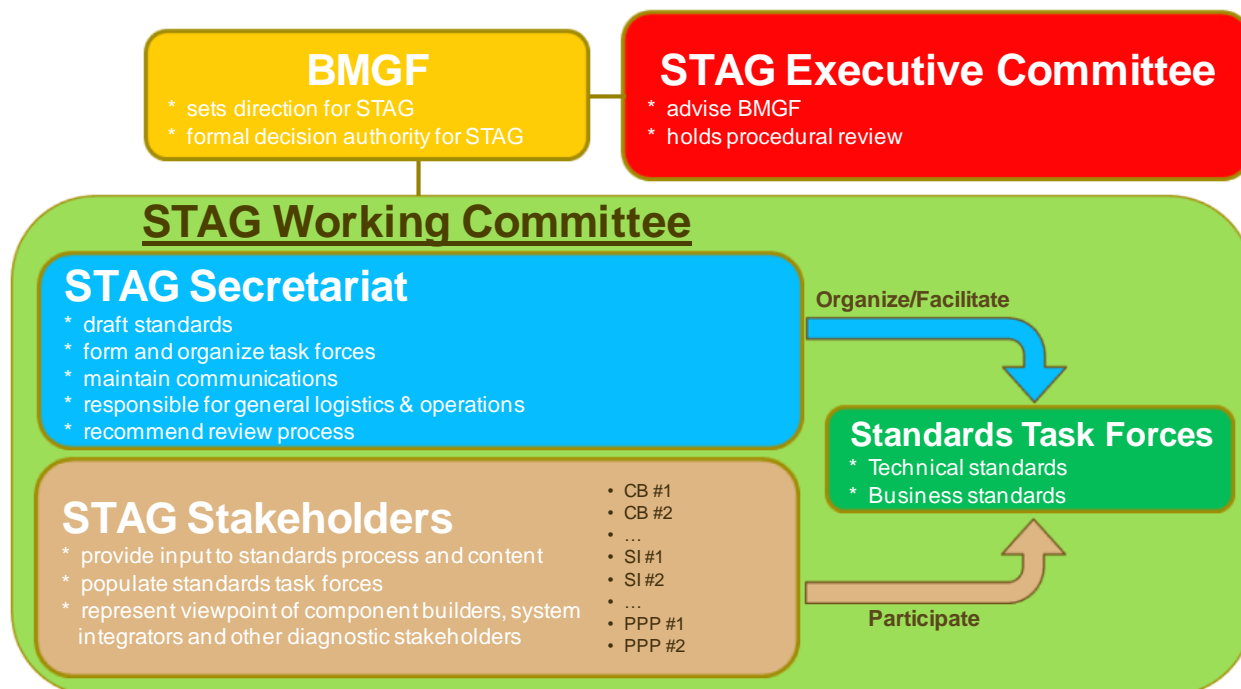 BMGF
* sets direction for STAG
* formal decision authority for STAG
STAG Executive Committee
* advise BMGF
* holds procedural review
STAG Working Committee
STAG Secretariat
* draft standards
* form and organize task forces
* maintain communications
* responsible for general logistics & operations
* recommend review process
Organize/Facilitate
Standards Task Forces
* Technical standards
* Business standards
STAG Stakeholders
* provide input to standards process and content
* populate standards task forces
* represent viewpoint of component builders, system
integrators and other diagnostic stakeholders
• CB #1
• CB #2
• …
• SI #1
• SI #2
• …
• PPP #1
• PPP #2
Participate